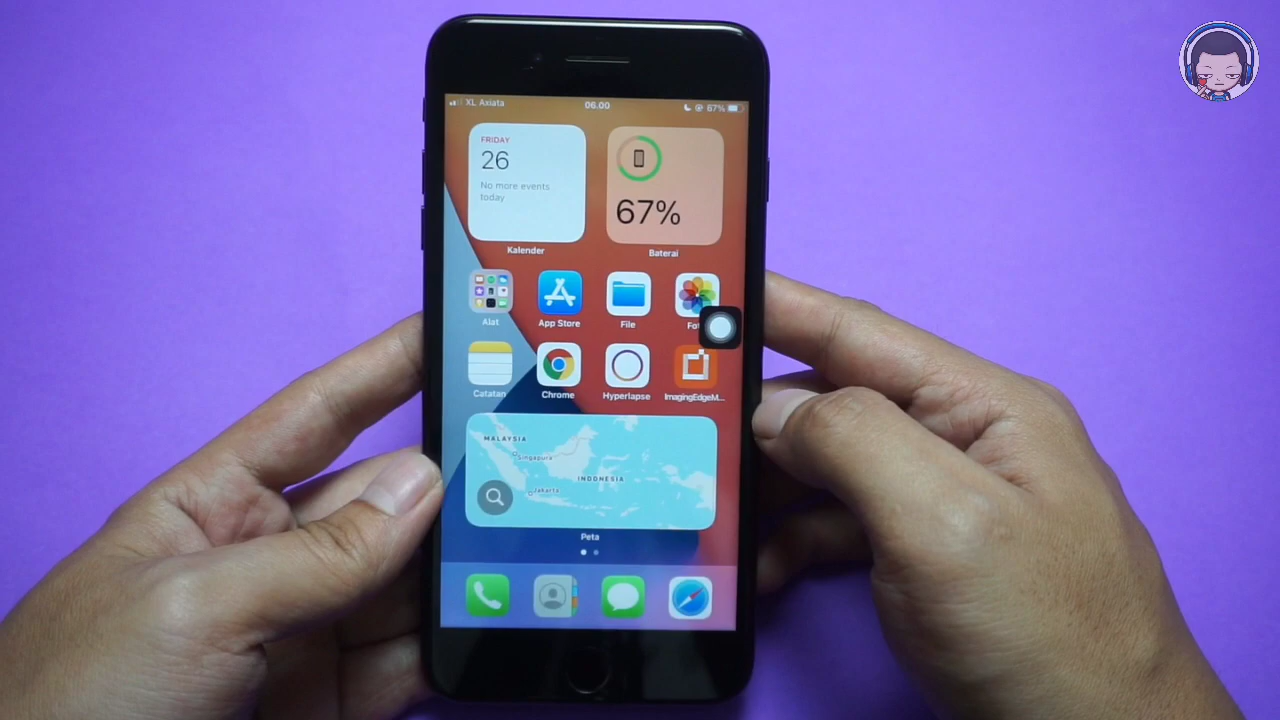 XL Axiata 06.00 67%
FRIDAY
26
No more events
today
67%
Kalender Baterai
Alat App Store File Fot
Catatan Chrome Hyperlapse ImagingEdgeM...
MALAYSIA
Singapura
INDONESIA
Jakarta
Peta